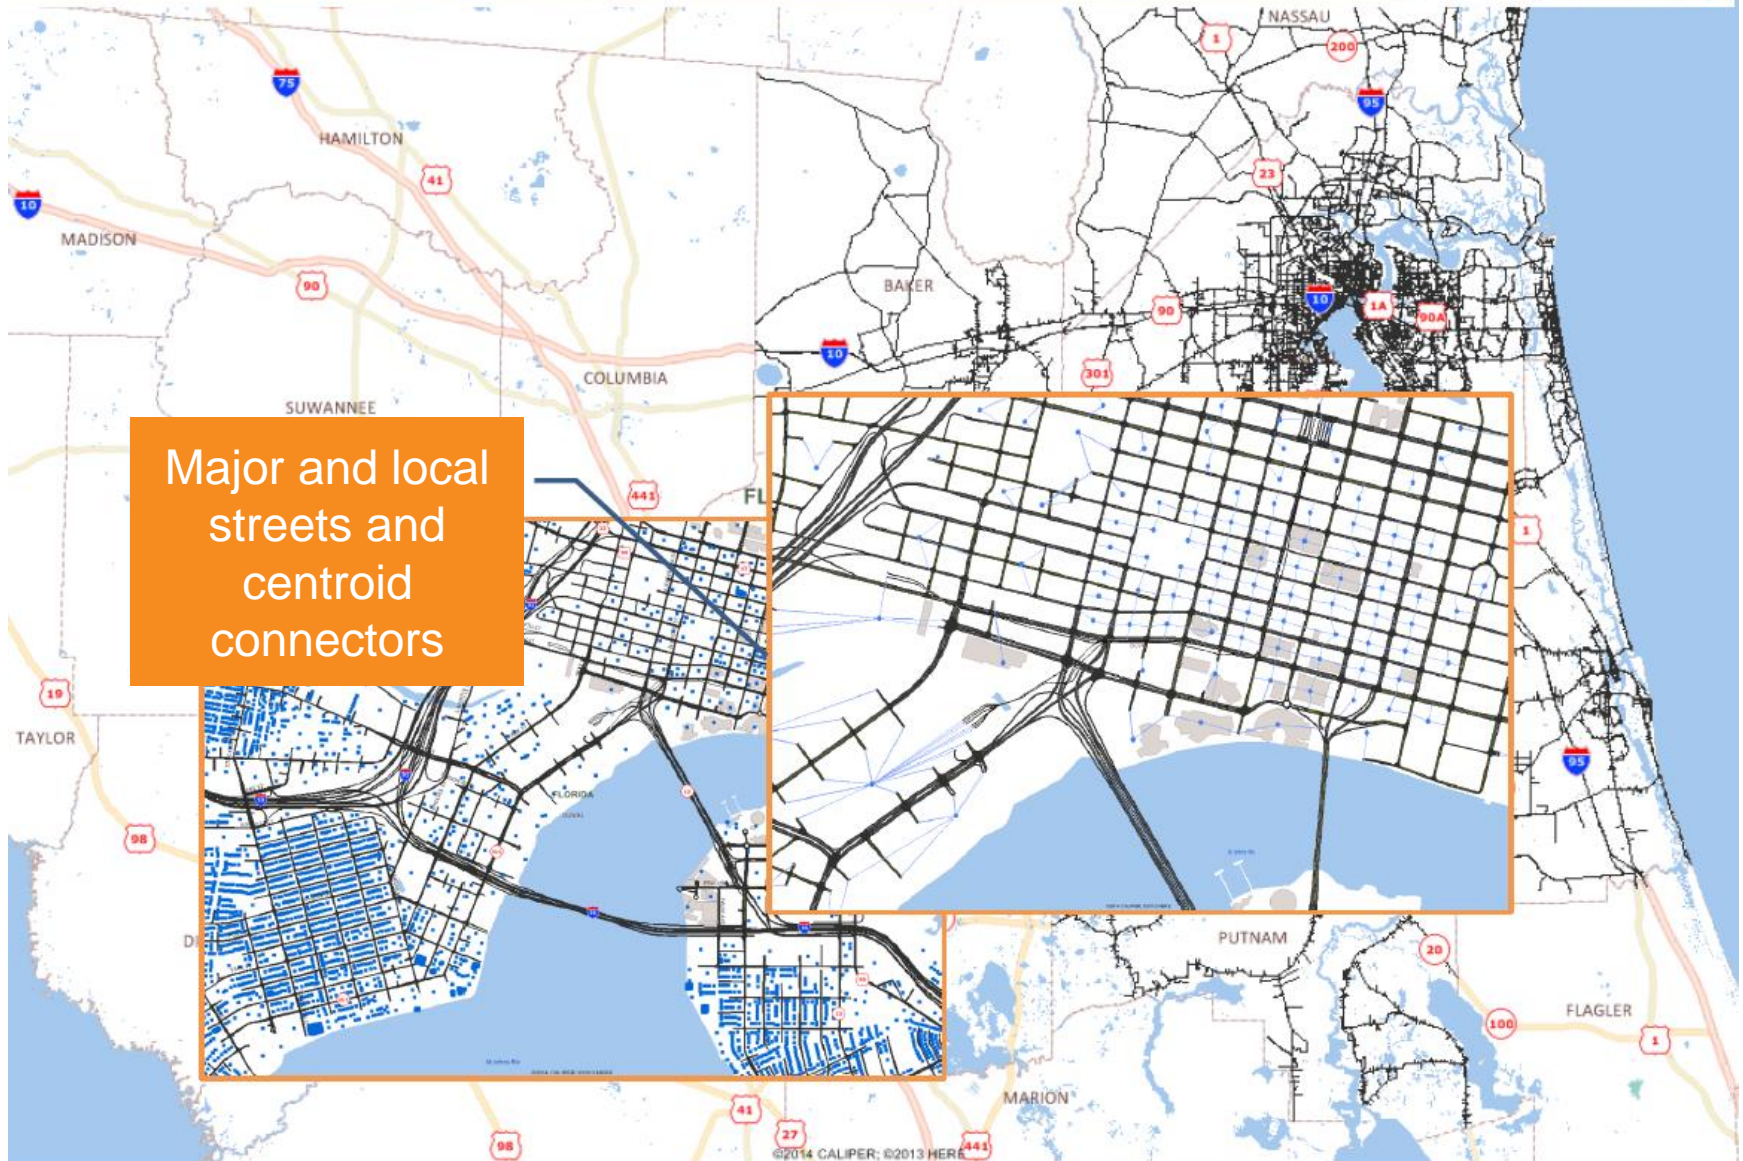 NASSAU
1
200
75
95
HAMILTON
41
23
10
MADISON
90
BAKER
10
1A
90
90A
10
301
COLUMBIA
SUWANNEE
Major and local
streets and
centroid
connectors
441
FL
1
19
TAYLOR
95
FLORIDA
98
PUTNAM
20
D
FLAGLER
100
1
MARION
41
27
98
441
©2014 CALIPER; ©2013 HERE